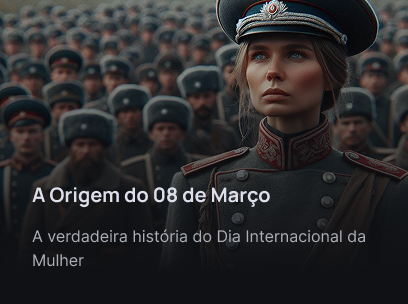 A Origem do 08 de Março
A verdadeira história do Dia Internacional da
Mulher